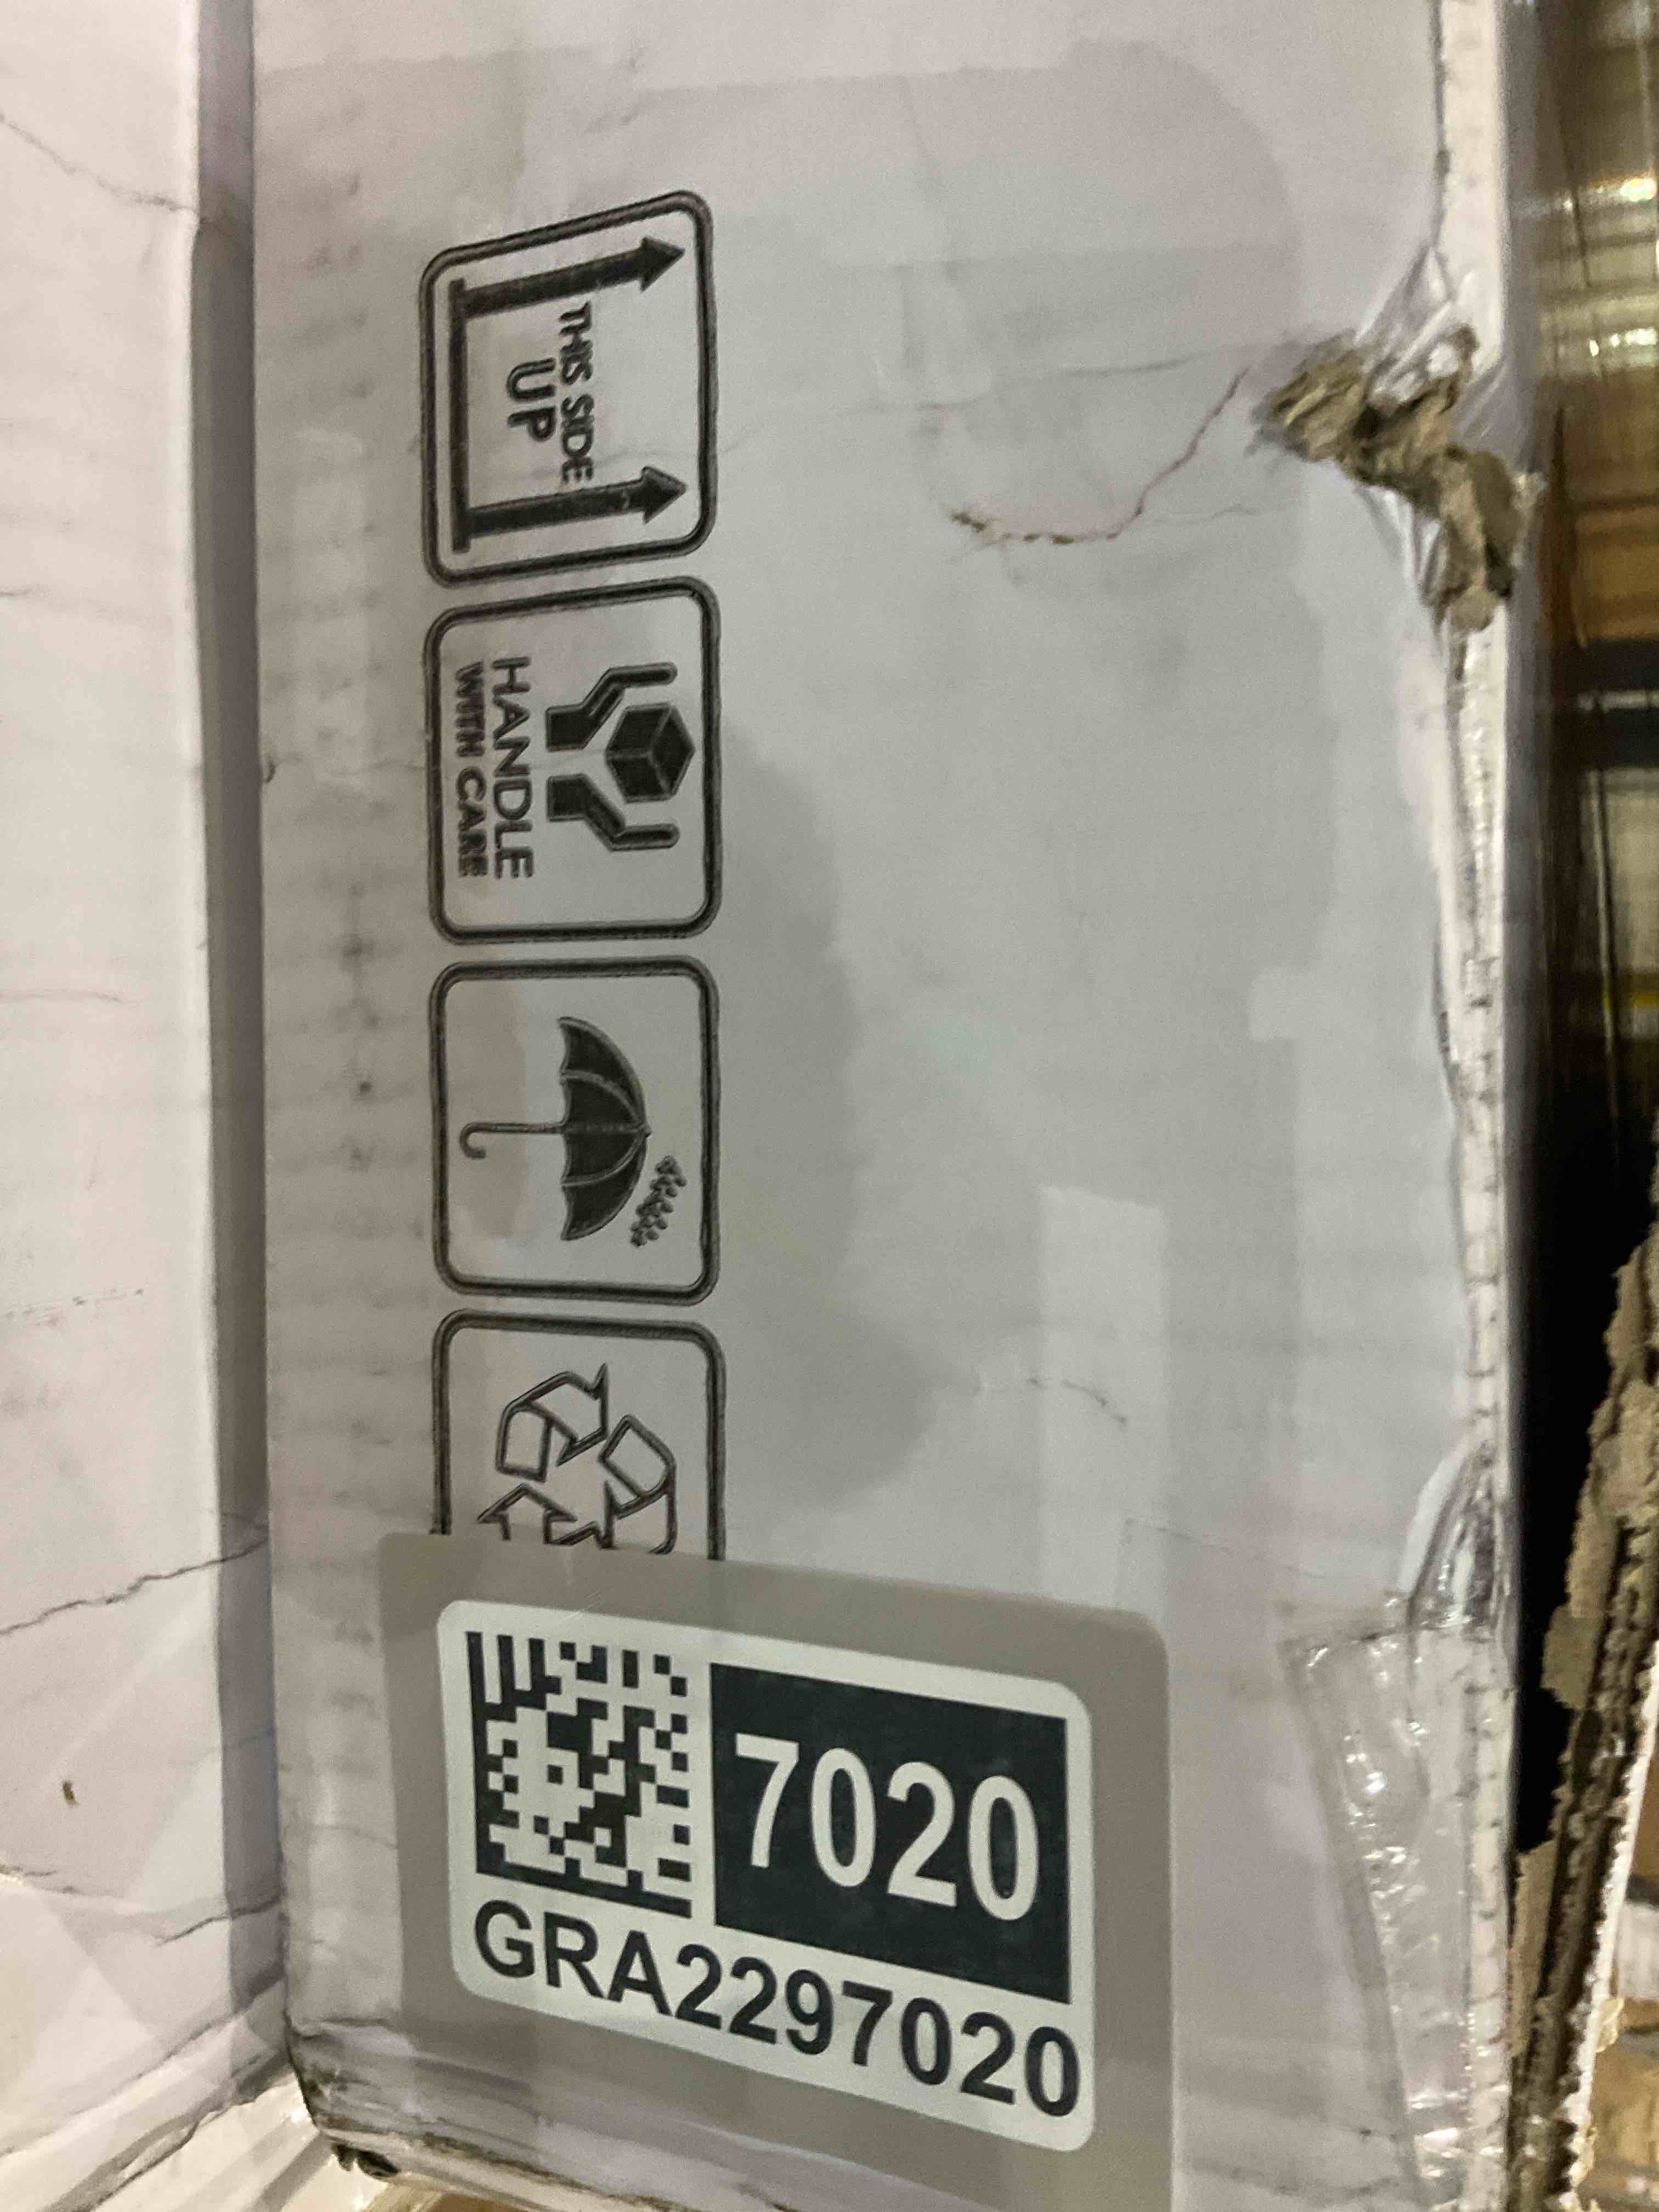 THIS SIDE
UP
HANDLE
WITH CARE
7020
GRA2297020